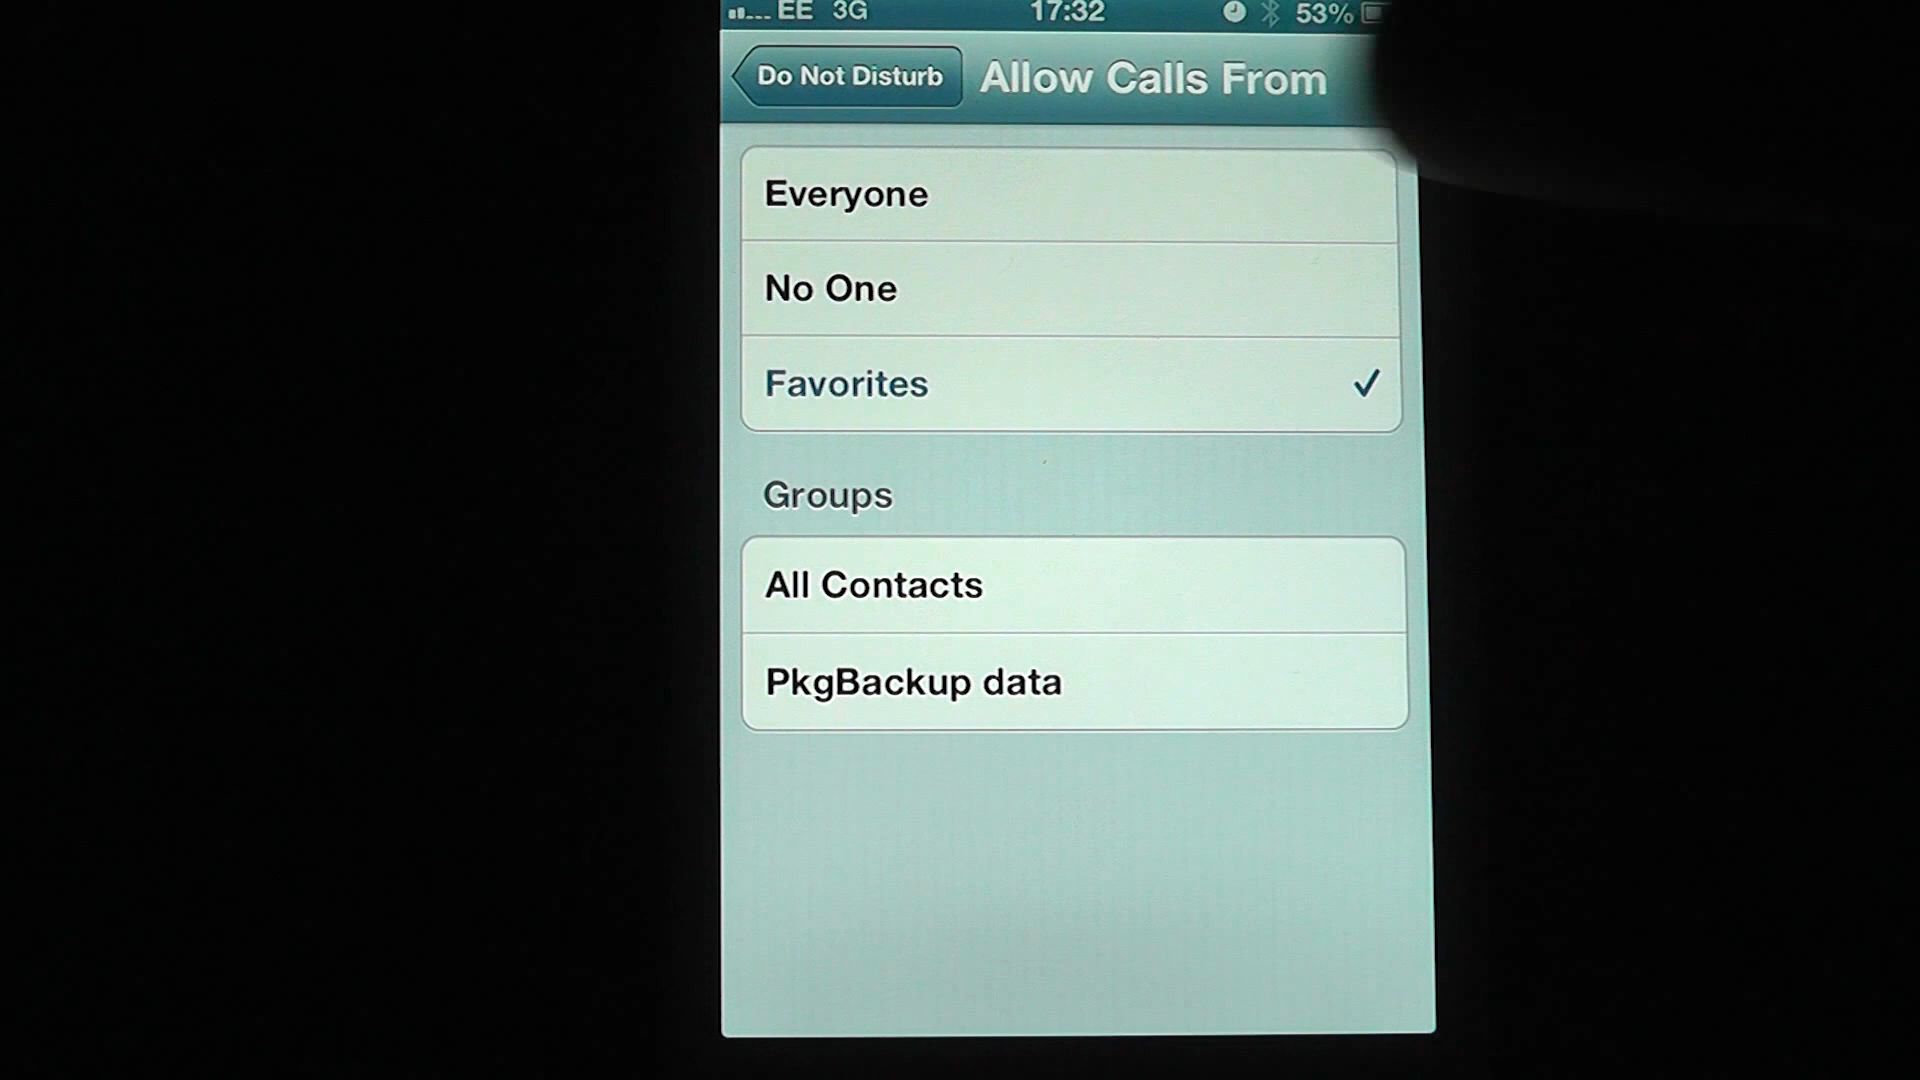 EE 3G 17:32 53%
Do Not Disturb Allow Calls From
Everyone
No One
Favorites
Groups
All Contacts
PkgBackup data